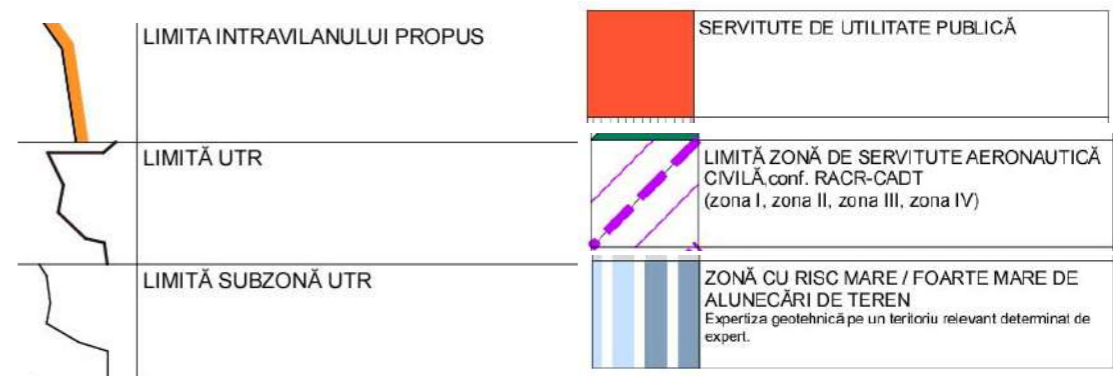 LIMITA INTRAVILANULUI PROPUS
LIMITĂ UTR
LIMITĂ SUBZONĂ UTR
SERVITUTE DE UTILITATE PUBLICĂ
LIMITĂ ZONĂ DE SERVITUTE AERONAUTICĂ
CIVILĂ,conf. RACR-CADT
(zona I, zona II, zona III, zona IV)
ZONĂ CU RISC MARE / FOARTE MARE DE
ALUNECĂRI DE TEREN
Expertiza geotehnică pe un teritoriu relevant determinat de
expert.